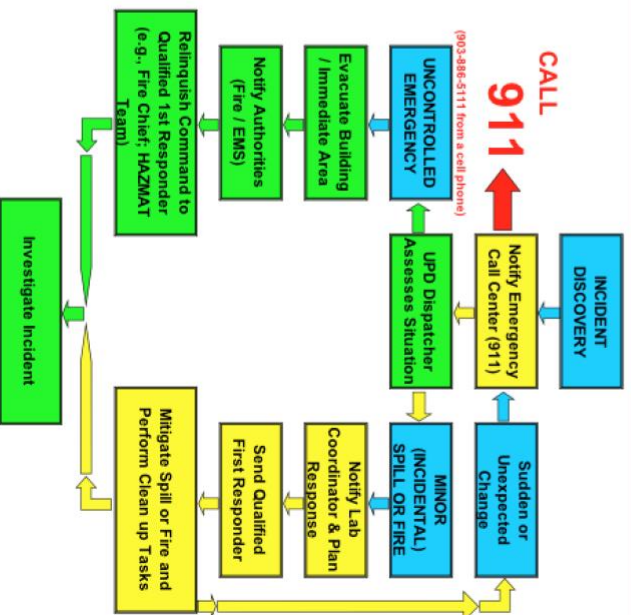 INCIDENT
DISCOVERY
CALL
911
(903-886-5111 from a cell phone)
Notify Emergency
Call Center (911)
Sudden or
Unexpected
Change
UNCONTROLLED
EMERGENCY
UPD Dispatcher
Assesses Situation
MINOR
(INCIDENTAL)
SPILL OR FIRE
Evacuate Building
/ Immediate Area
Notify Lab
Coordinator & Plan
Response
Notify Authorities
(Fire / EMS)
Send Qualified
First Responder
Relinquish Command to
Qualified 1st Responder
(e.g., Fire Chief; HAZMAT
Team)
Mitigate Spill or Fire and
Perform Clean up Tasks
Investigate Incident